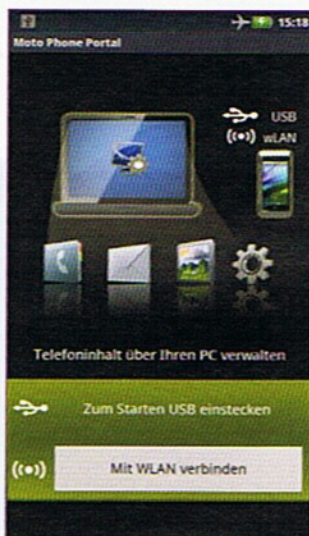 15:18
Moto Phone Portal
USB
wLAN
Telefoninhalt über Ihren PC verwalten
Zum Starten USB einstecken
Mit WLAN verbinden